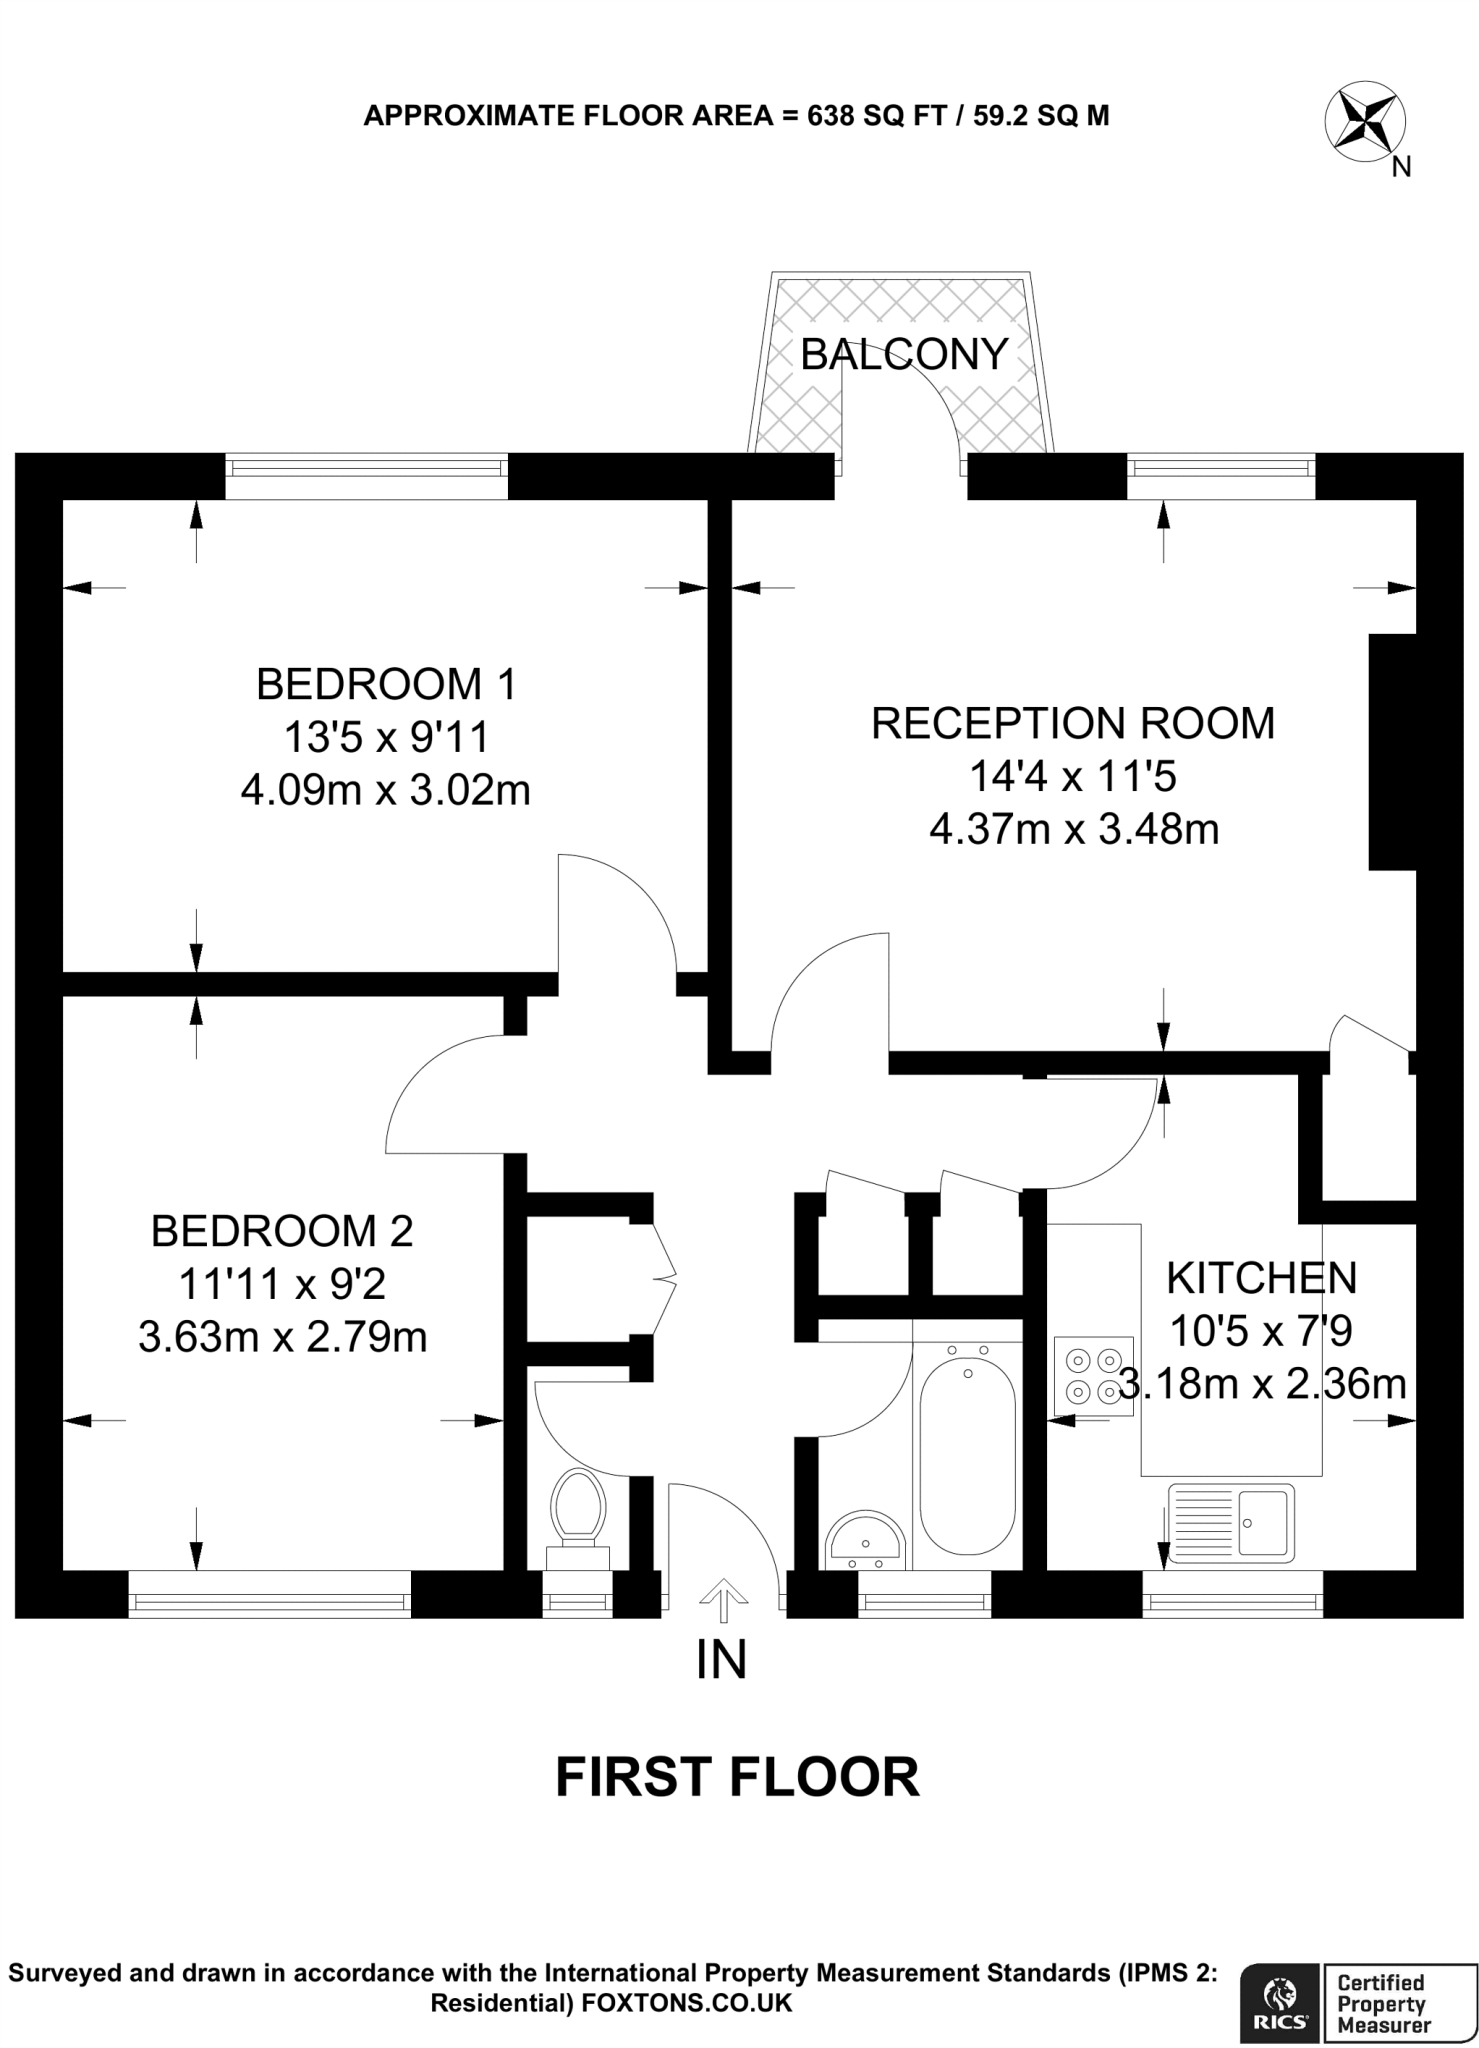 APPROXIMATE FLOOR AREA = 638 SQ FT / 59.2 SQ M
N
BALCONY
BEDROOM 1
13'5 x 9'11
4.09m x 3.02m
RECEPTION ROOM
14'4 x 11'5
4.37m x 3.48m
BEDROOM 2
11'11 x 9'2
3.63m x 2.79m
KITCHEN
10'5 x 7'9
3.18m x 2.36m
IN
FIRST FLOOR
Surveyed and drawn in accordance with the International Property Measurement Standards (IPMS 2:
Residential) FOXTONS.CO.UK
RICS
Certified
Property
Measurer